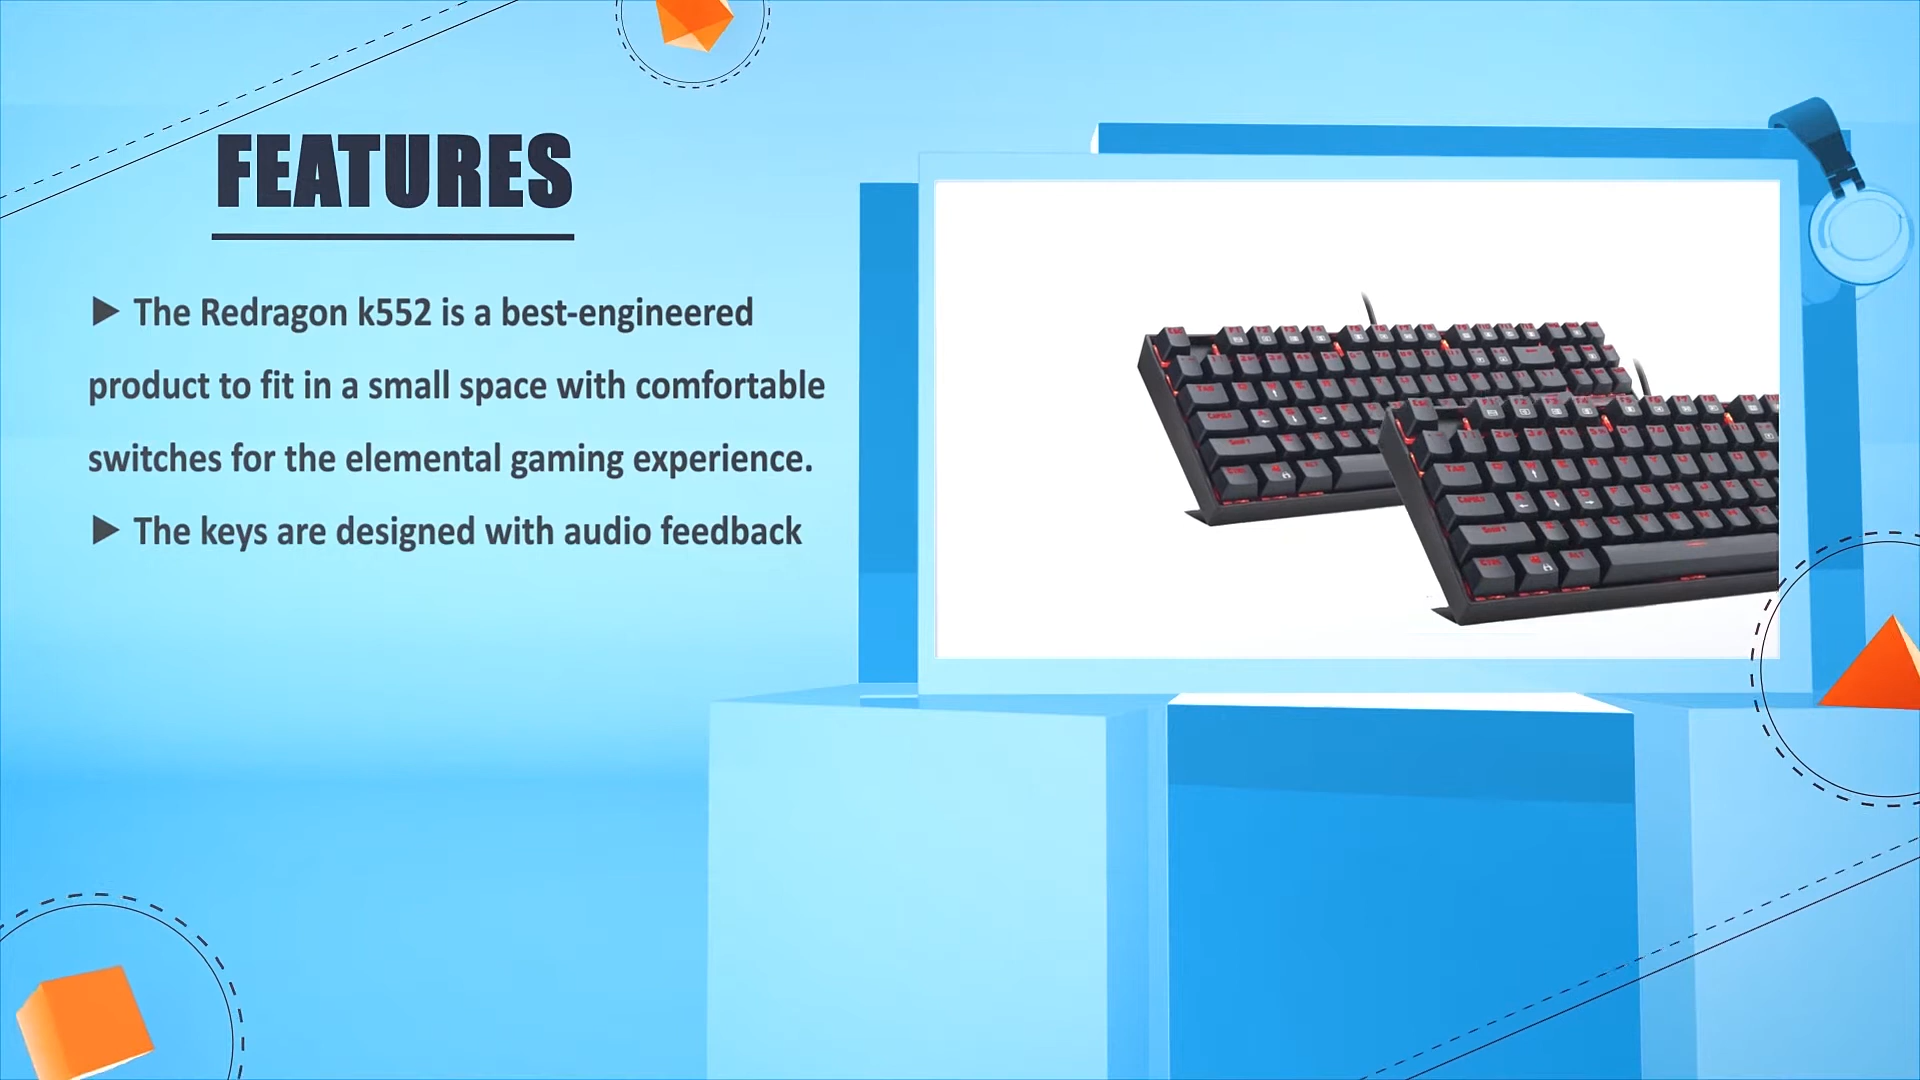 FEATURES
▶ The Redragon k552 is a best-engineered
product to fit in a small space with comfortable
switches for the elemental gaming experience.
▶ The keys are designed with audio feedback